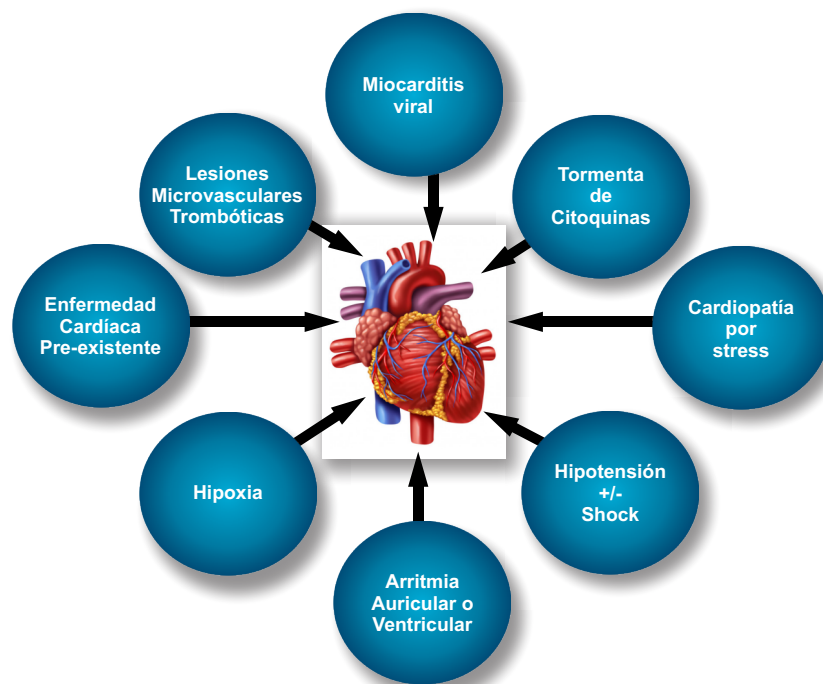 Miocarditis
viral
Tormenta
de
Citoquinas
Cardiopatía
por
stress
Hipotensión
+/-
Shock
Arritmia
Auricular o
Ventricular
Hipoxia
Enfermedad
Cardíaca
Pre-existente
Lesiones
Microvasculares
Trombóticas